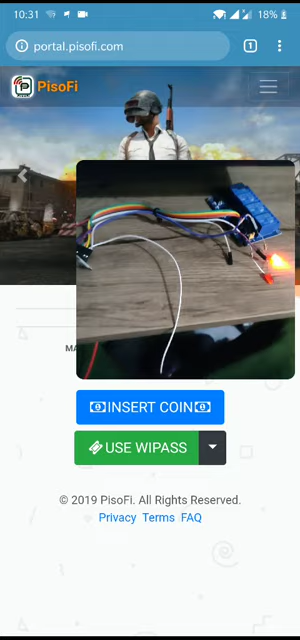 10:31
18%
portal.pisofi.com
1
PisoFi
MA
INSERT COIN
USE WIPASS
© 2019 PisoFi. All Rights Reserved.
Privacy Terms FAQ